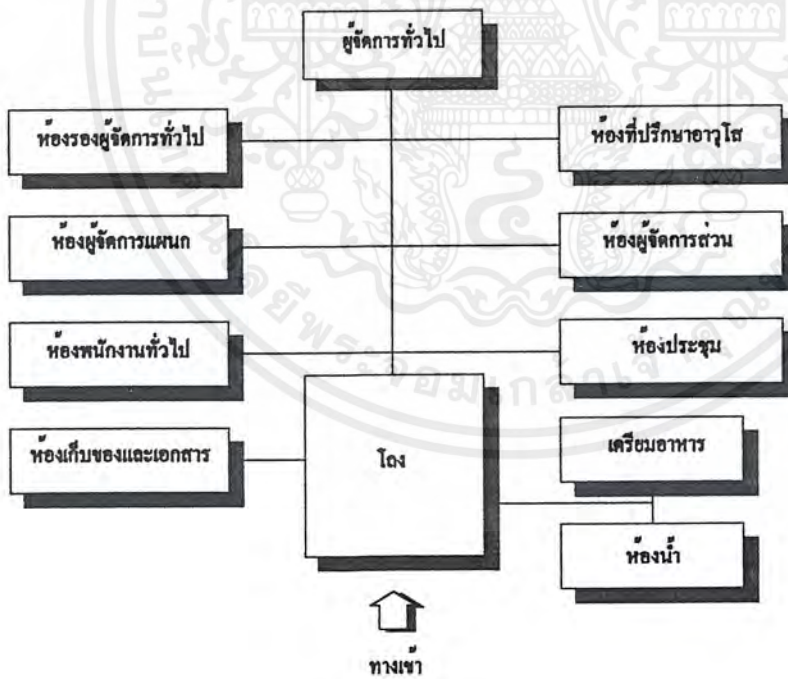 ผู้จัดการทั่วไป
ห้องรองผู้จัดการทั่วไป
ห้องที่ปรึกษาอาวุโส
ห้องผู้จัดการแผนก
ห้องผู้จัดการส่วน
ห้องพนักงานทั่วไป
ห้องประชุม
ห้องเก็บของและเอกสาร
โถง
เตรียมอาหาร
ห้องน้ำ
ทางเข้า